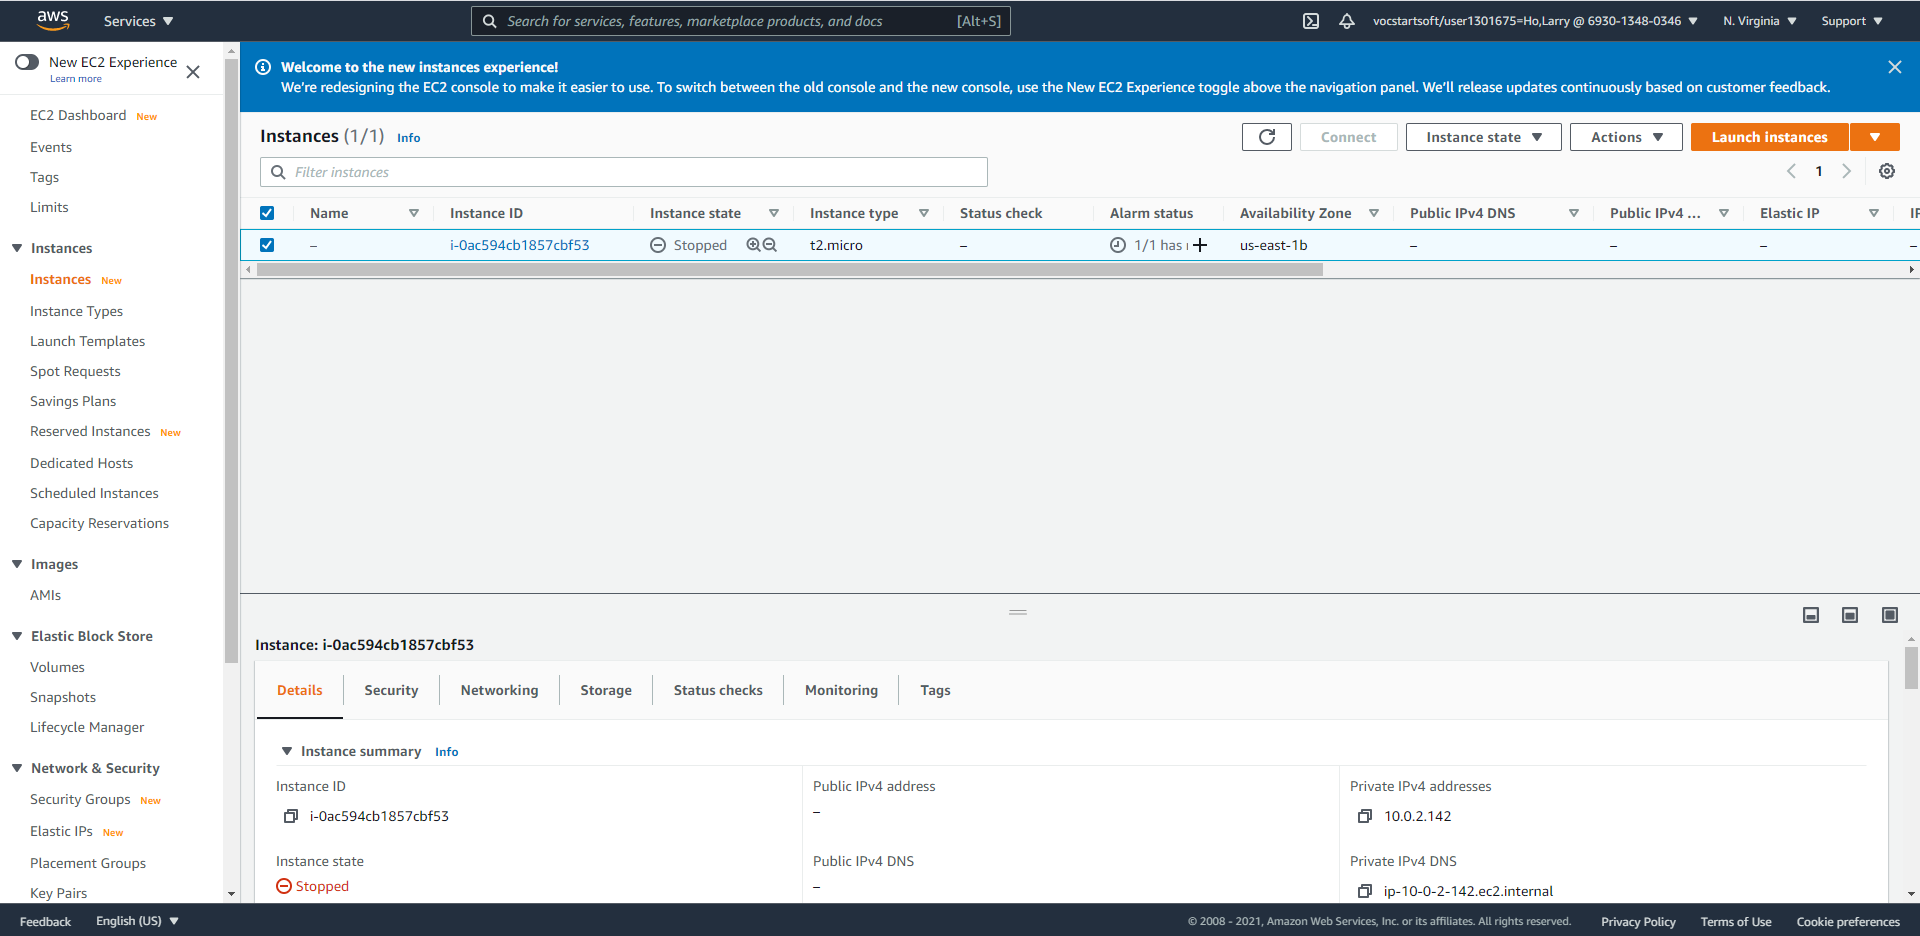 aws Services Search for services, features, marketplace products, and docs [Alt+S] vocstartsoft/user1301675=Ho,Larry @ 6930-1348-0346 N. Virginia Support
New EC2 Experience
Learn more
EC2 Dashboard New
Events
Tags
Limits
Instances
Instances New
Instance Types
Launch Templates
Spot Requests
Savings Plans
Reserved Instances New
Dedicated Hosts
Scheduled Instances
Capacity Reservations
Images
AMIs
Elastic Block Store
Volumes
Snapshots
Lifecycle Manager
Network & Security
Security Groups New
Elastic IPs New
Placement Groups
Key Pairs
Welcome to the new instances experience!
We're redesigning the EC2 console to make it easier to use. To switch between the old console and the new console, use the New EC2 Experience toggle above the navigation panel. We'll release updates continuously based on customer feedback.
Instances (1/1) Info
Connect Instance state Actions Launch instances
Filter instances
1
Name Instance ID Instance state Instance type Status check Alarm status Availability Zone Public IPv4 DNS Public IPv4 ... Elastic IP
– i-0ac594cb1857cbf53 Stopped t2.micro – 1/1 has us-east-1b – – – –
Instance: i-0ac594cb1857cbf53
Details Security Networking Storage Status checks Monitoring Tags
Instance summary Info
Instance ID Public IPv4 address Private IPv4 addresses
i-0ac594cb1857cbf53 – 10.0.2.142
Instance state Public IPv4 DNS Private IPv4 DNS
Stopped – ip-10-0-2-142.ec2.internal
Feedback English (US) © 2008 - 2021, Amazon Web Services, Inc. or its affiliates. All rights reserved. Privacy Policy Terms of Use Cookie preferences